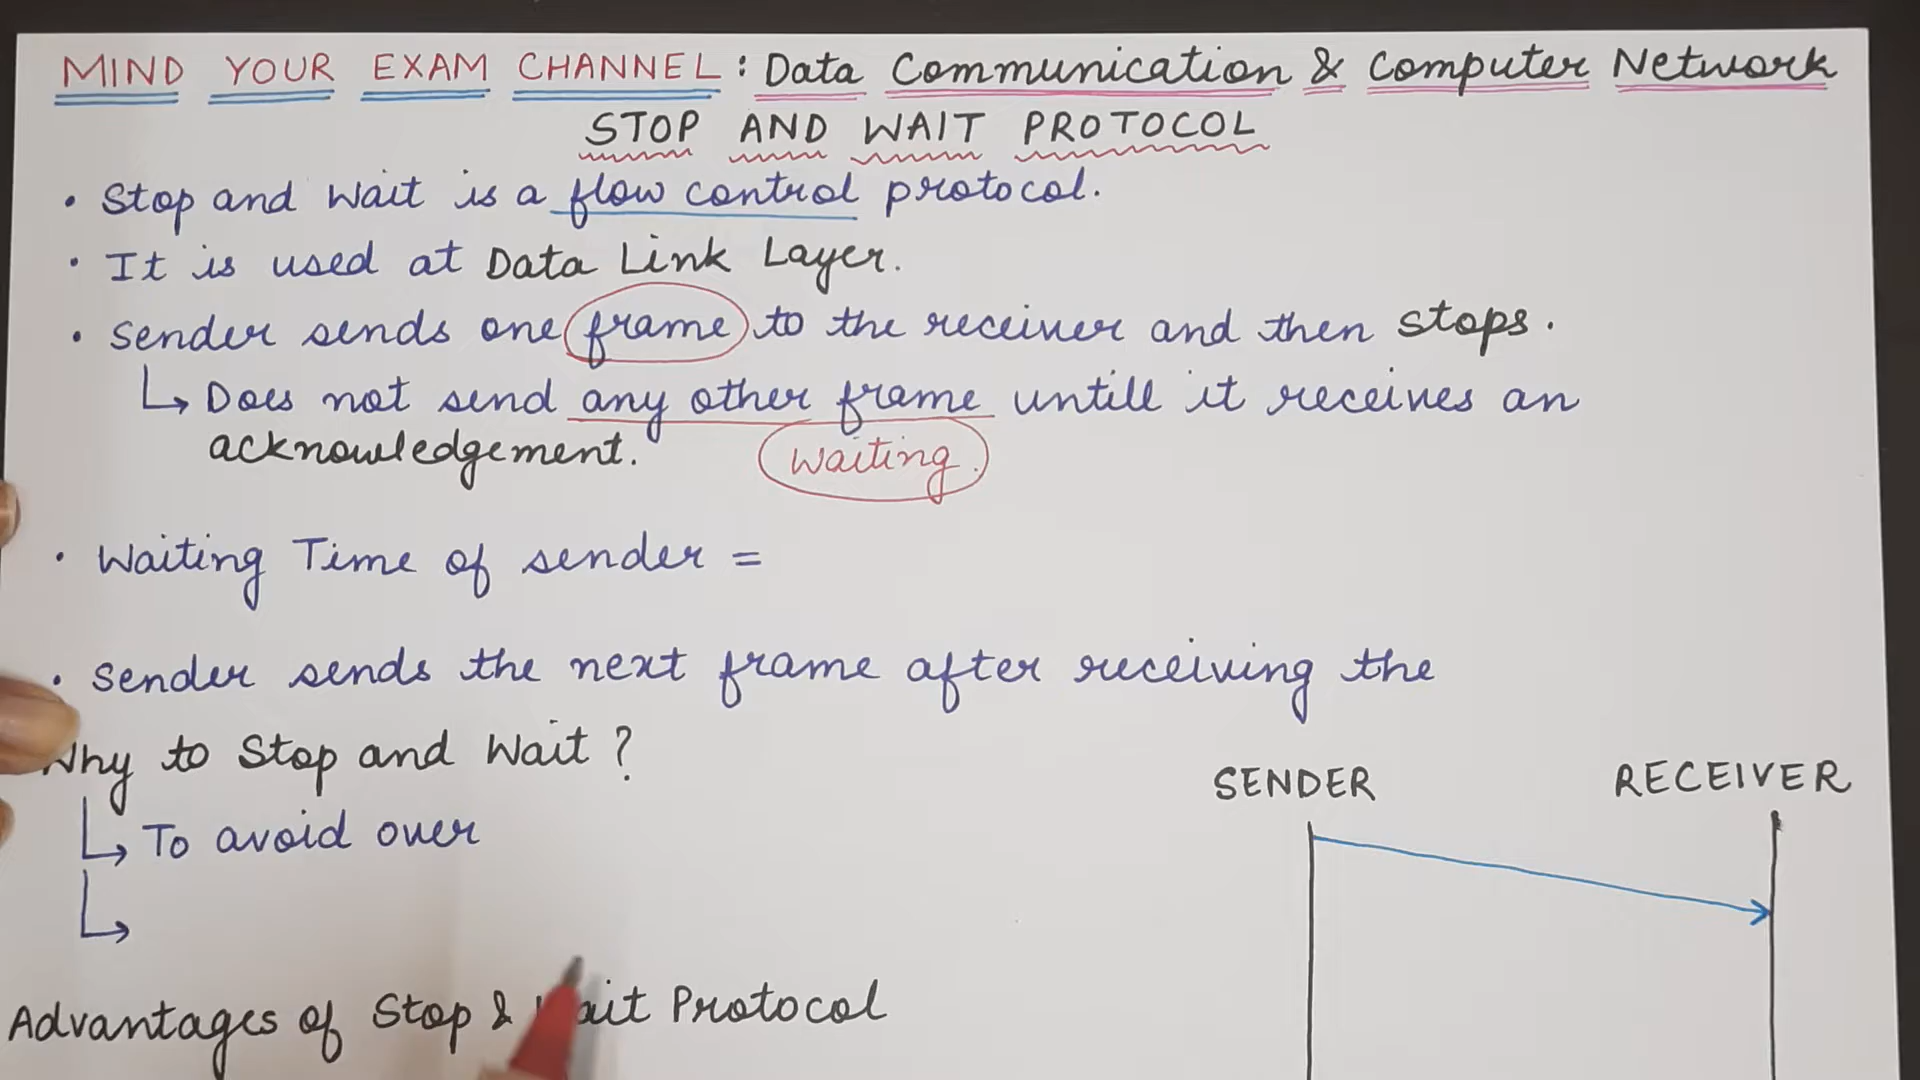 MIND YOUR EXAM CHANNEL : Data Communication & Computer Network
STOP AND WAIT PROTOCOL
• Stop and Wait is a flow control protocol.
• It is used at Data Link Layer.
• Sender sends one frame to the receiver and then stops.
↳ Does not send any other frame untill it receives an
acknowledgement. Waiting.
• Waiting Time of sender =
• Sender sends the next frame after receiving the
Why to Stop and Wait ?
↳ To avoid over
↳
SENDER RECEIVER
Advantages of Stop & Wait Protocol